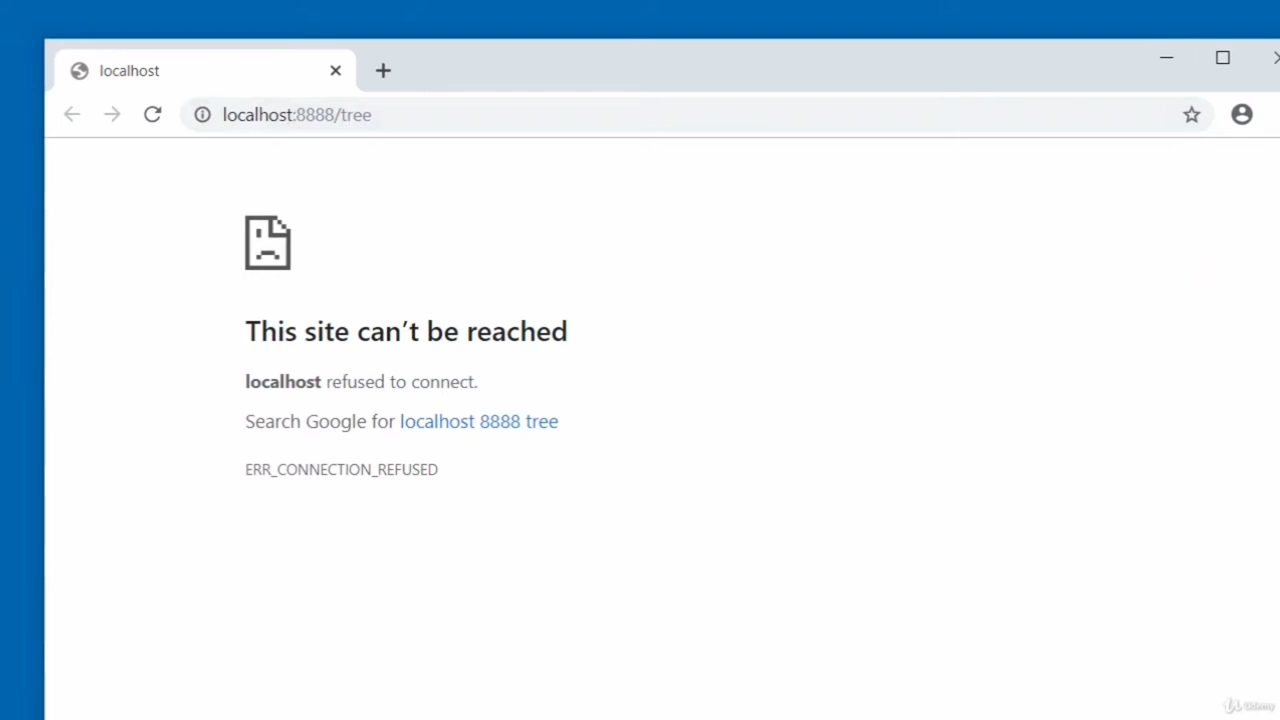 localhost
localhost:8888/tree
This site can’t be reached
localhost refused to connect.
Search Google for localhost 8888 tree
ERR_CONNECTION_REFUSED
Udemy